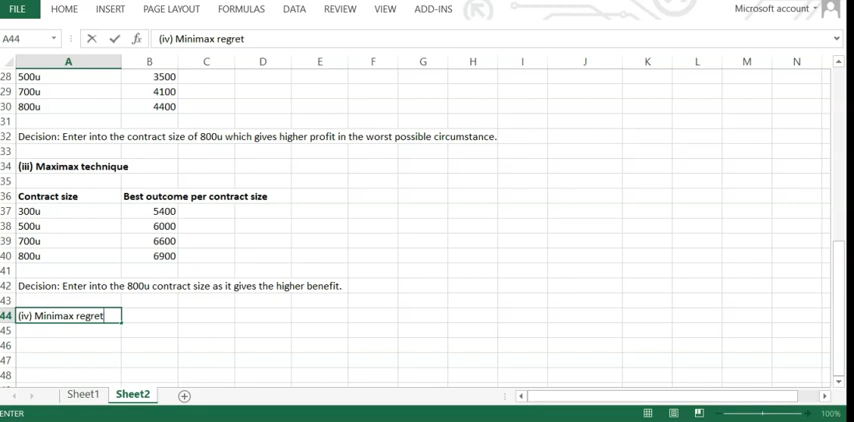 FILE HOME INSERT PAGE LAYOUT FORMULAS DATA REVIEW VIEW ADD-INS Microsoft account
A44 fx (iv) Minimax regret
A B C D E F G H I J K L M N
28 500u 3500
29 700u 4100
30 800u 4400
31
32 Decision: Enter into the contract size of 800u which gives higher profit in the worst possible circumstance.
33
34 (iii) Maximax technique
35
36 Contract size Best outcome per contract size
37 300u 5400
38 500u 6000
39 700u 6600
40 800u 6900
41
42 Decision: Enter into the 800u contract size as it gives the higher benefit.
43
44 (iv) Minimax regret
45
46
47
48
Sheet1 Sheet2
ENTER 100%